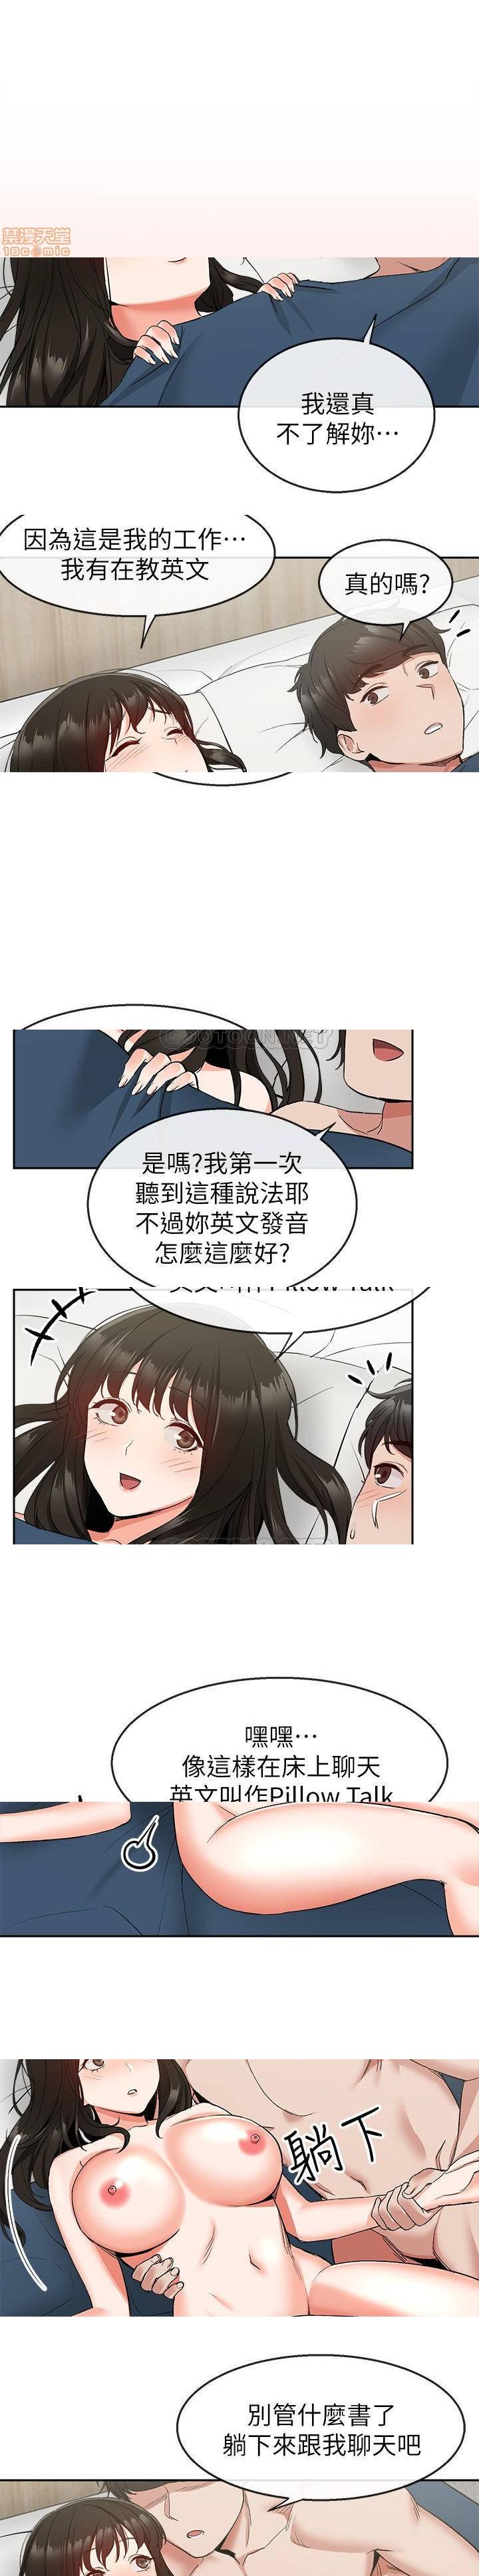 禁漫天堂
18comic
我還真
不了解妳…
因為這是我的工作…
我有在教英文
真的嗎?
是嗎?我第一次
聽到這種說法耶
不過妳英文發音
怎麼這麼好?
Pillow Talk
嘿嘿…
像這樣在床上聊天
英文叫作Pillow Talk
躺下
別管什麼書了
躺下來跟我聊天吧